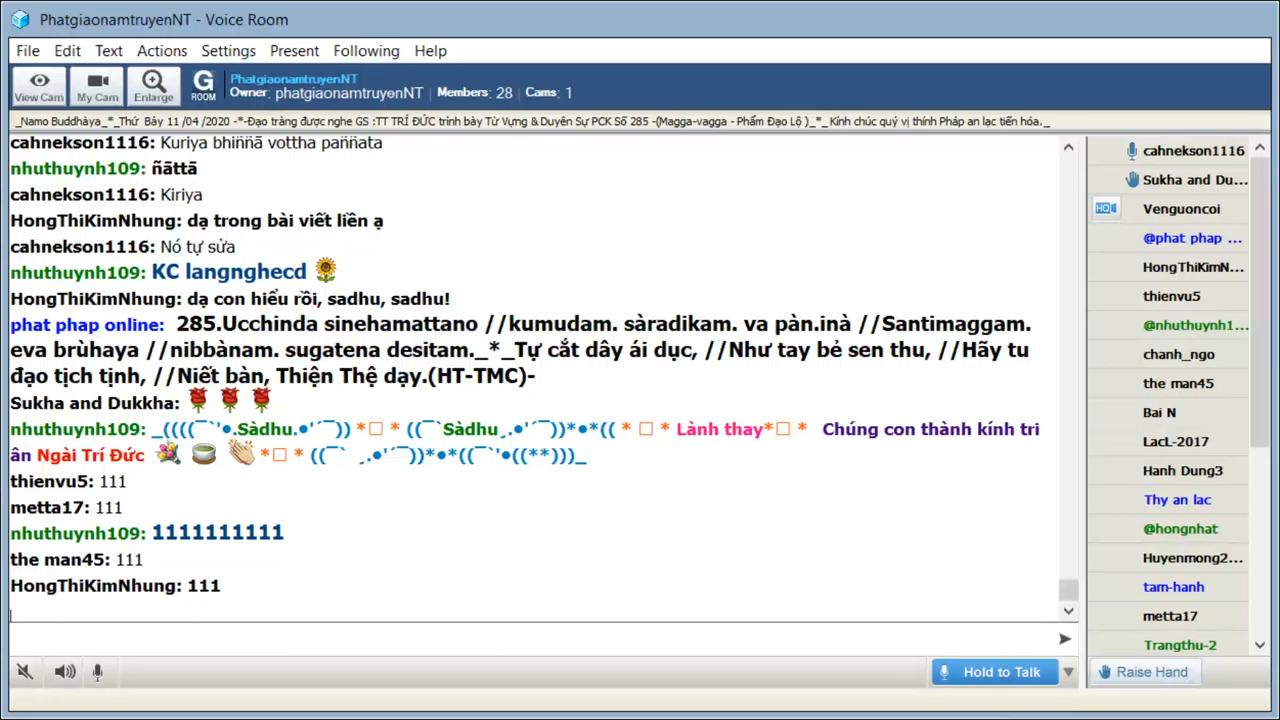 PhatgiaonamtruyenNT - Voice Room
File Edit Text Actions Settings Present Following Help
View Cam My Cam Enlarge G ROOM
PhatgiaonamtruyenNT
Owner: phatgiaonamtruyenNT | Members: 28 | Cams: 1
_Namo Buddhàya_*_Thứ Bảy 11 /04 /2020 -*-Đạo tràng được nghe GS :TT TRÍ ĐỨC trình bày Từ Vựng & Duyên Sự PCK Số 285 -(Magga-vagga - Phẩm Đạo Lộ )_*_ Kính chúc quý vị thính Pháp an lạc tiến hóa._
cahnekson1116: Kuriya bhiññā vottha paññata
nhuthuynh109: ñāttā
cahnekson1116: Kiriya
HongThiKimNhung: dạ trong bài viết liền ạ
cahnekson1116: Nó tự sửa
nhuthuynh109: KC langnghecd
HongThiKimNhung: dạ con hiểu rồi, sadhu, sadhu!
phat phap online: 285.Ucchinda sinehamattano //kumudam. sàradikam. va pàn.inà //Santimaggam.
eva brùhaya //nibbànam. sugatena desitam._*_Tự cắt dây ái dục, //Như tay bẻ sen thu, //Hãy tu
đạo tịch tịnh, //Niết bàn, Thiện Thệ dạy.(HT-TMC)-
Sukha and Dukkha:
nhuthuynh109: _((((¯`'•.Sàdhu.•'´¯)) *□ * ((¯`Sàdhu¸.•'´¯))*•*(( * □ * Lành thay*□ * Chúng con thành kính tri
ân Ngài Trí Đức *□ * ((¯` ¸.•'´¯))*•*((¯`'•((**)))_
thienvu5: 111
metta17: 111
nhuthuynh109: 1111111111
the man45: 111
HongThiKimNhung: 111
Hold to Talk
cahnekson1116
Sukha and Du...
HD Venguoncoi
@phat phap ...
HongThiKimN...
thienvu5
@nhuthuynh1...
chanh_ngo
the man45
Bai N
LacL-2017
Hanh Dung3
Thy an lac
@hongnhat
Huyenmong2...
tam-hanh
metta17
Trangthu-2
Raise Hand